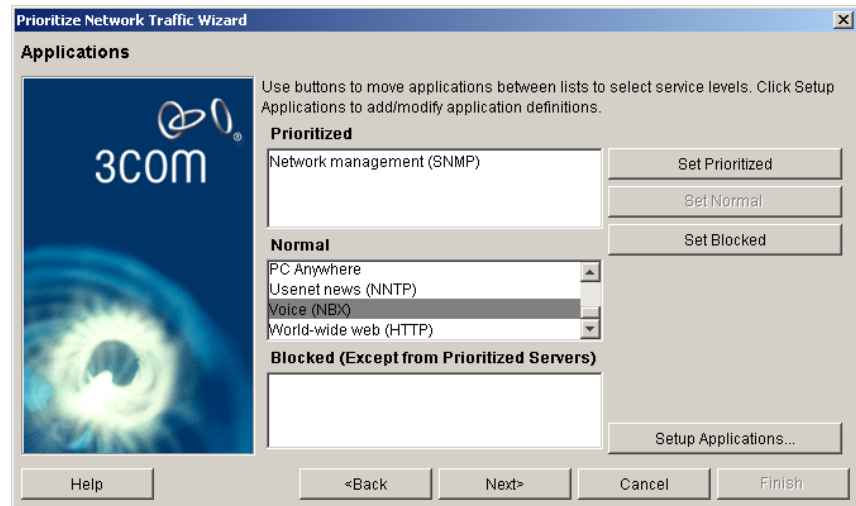 Prioritize Network Traffic Wizard
Applications
Use buttons to move applications between lists to select service levels. Click Setup
Applications to add/modify application definitions.
3COM
®
Prioritized
Network management (SNMP)
Set Prioritized
Set Normal
Set Blocked
Normal
PC Anywhere
Usenet news (NNTP)
Voice (NBX)
World-wide web (HTTP)
Blocked (Except from Prioritized Servers)
Setup Applications...
Help
<Back
Next>
Cancel
Finish